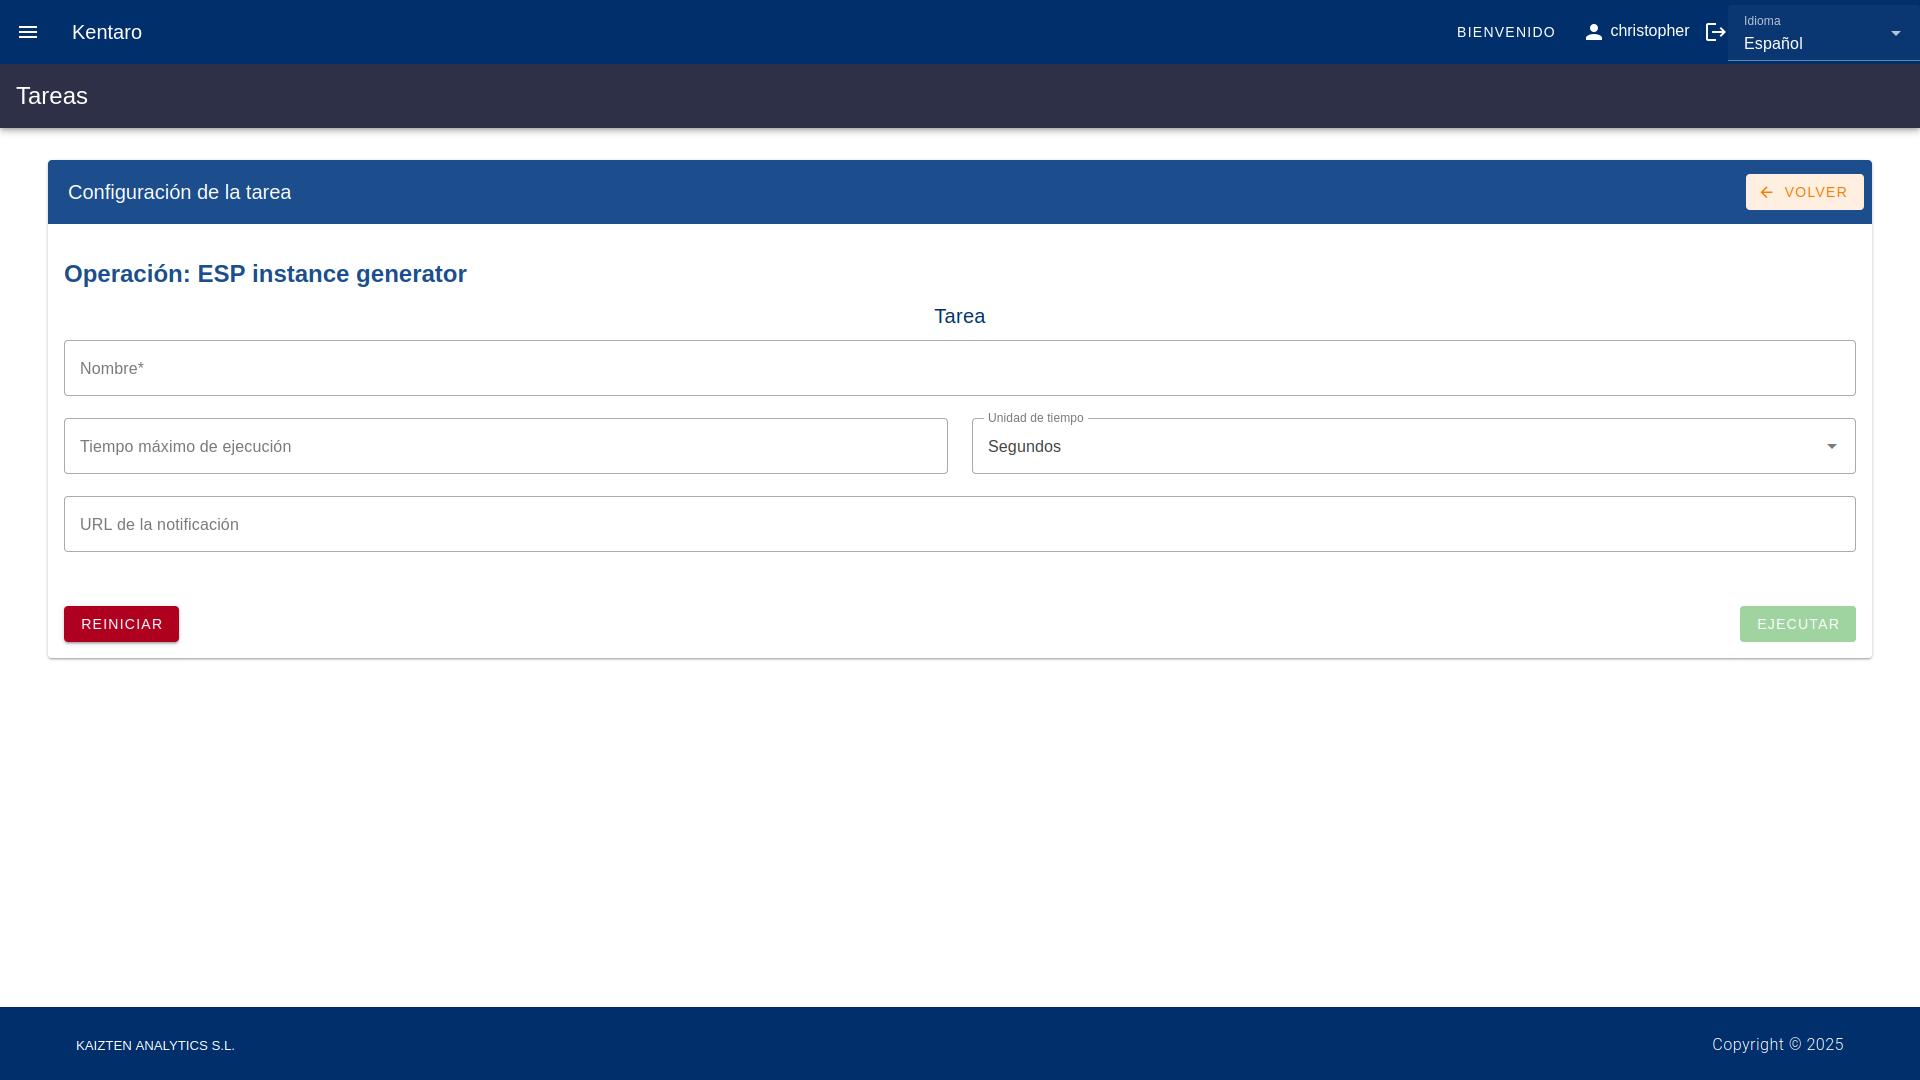 Kentaro
BIENVENIDO
christopher
Idioma
Español
Tareas
Configuración de la tarea
VOLVER
Operación: ESP instance generator
Tarea
Nombre*
Tiempo máximo de ejecución
Unidad de tiempo
Segundos
URL de la notificación
REINICIAR
EJECUTAR
KAIZTEN ANALYTICS S.L.
Copyright © 2025